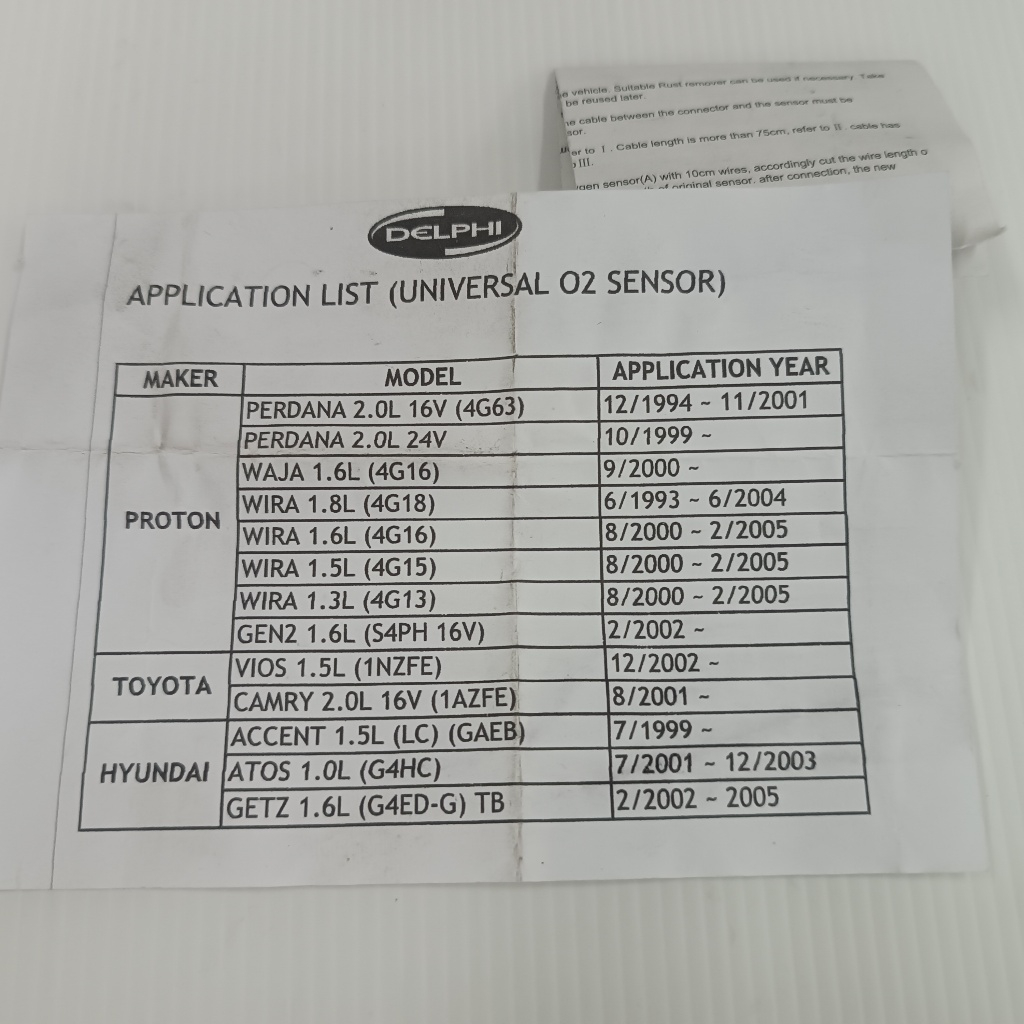 e vehicle. Suitable Rust remover can be used if necessary. Take
be reused later.
e cable between the connector and the sensor must be
sor.
er to I. Cable length is more than 75cm, refer to II. cable has
III.
gen sensor(A) with 10cm wires, accordingly cut the wire length o
of original sensor. after connection, the new
DELPHI
APPLICATION LIST (UNIVERSAL O2 SENSOR)
MAKER MODEL APPLICATION YEAR
PERDANA 2.0L 16V (4G63) 12/1994 ~ 11/2001
PERDANA 2.0L 24V 10/1999 ~
WAJA 1.6L (4G16) 9/2000 ~
WIRA 1.8L (4G18) 6/1993 ~ 6/2004
PROTON
WIRA 1.6L (4G16) 8/2000 ~ 2/2005
WIRA 1.5L (4G15) 8/2000 ~ 2/2005
WIRA 1.3L (4G13) 8/2000 ~ 2/2005
GEN2 1.6L (S4PH 16V) 2/2002 ~
TOYOTA
VIOS 1.5L (1NZFE) 12/2002 ~
CAMRY 2.0L 16V (1AZFE) 8/2001 ~
ACCENT 1.5L (LC) (GAEB) 7/1999 ~
HYUNDAI ATOS 1.0L (G4HC) 7/2001 ~ 12/2003
GETZ 1.6L (G4ED-G) TB 2/2002 ~ 2005